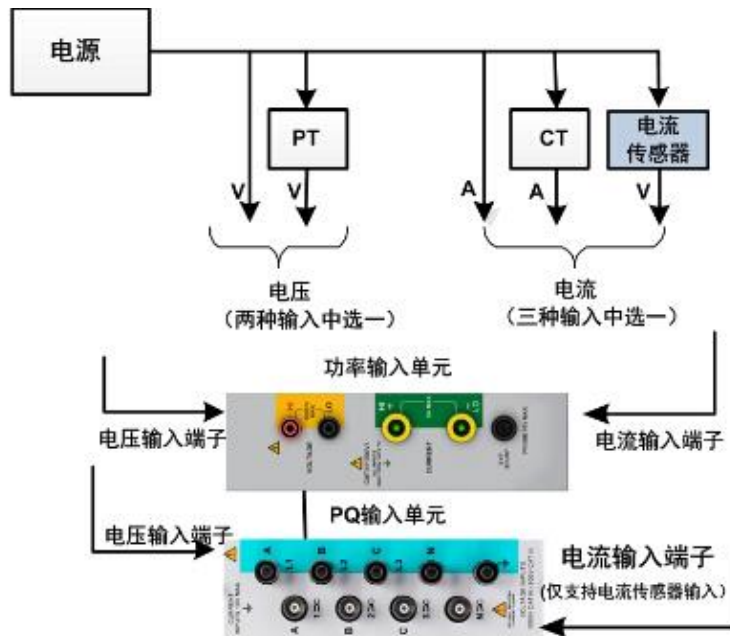 电源
PT
CT
电流
传感器
V
V
A
A
V
电压
（两种输入中选一）
电流
（三种输入中选一）
功率输入单元
电压输入端子
电流输入端子
VOLTAGE
CURRENT
PQ输入单元
电压输入端子
电流输入端子
(仅支持电流传感器输入）
A
B
C
N
A
B
C